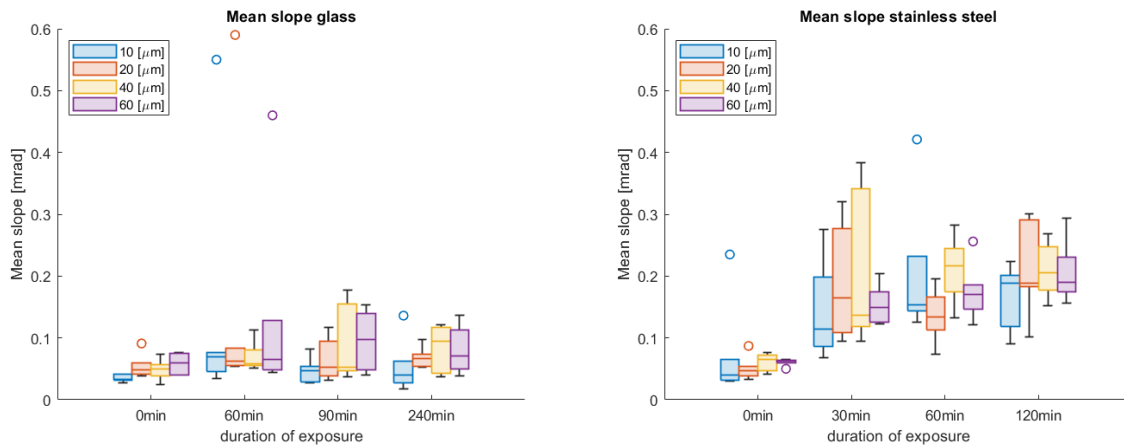 Mean slope glass
0.6
0.5
0.4
0.3
0.2
0.1
0
Mean slope [mrad]
10 [μm]
20 [μm]
40 [μm]
60 [μm]
0min 60min 90min 240min
duration of exposure
Mean slope stainless steel
0.6
0.5
0.4
0.3
0.2
0.1
0
Mean slope [mrad]
10 [μm]
20 [μm]
40 [μm]
60 [μm]
0min 30min 60min 120min
duration of exposure